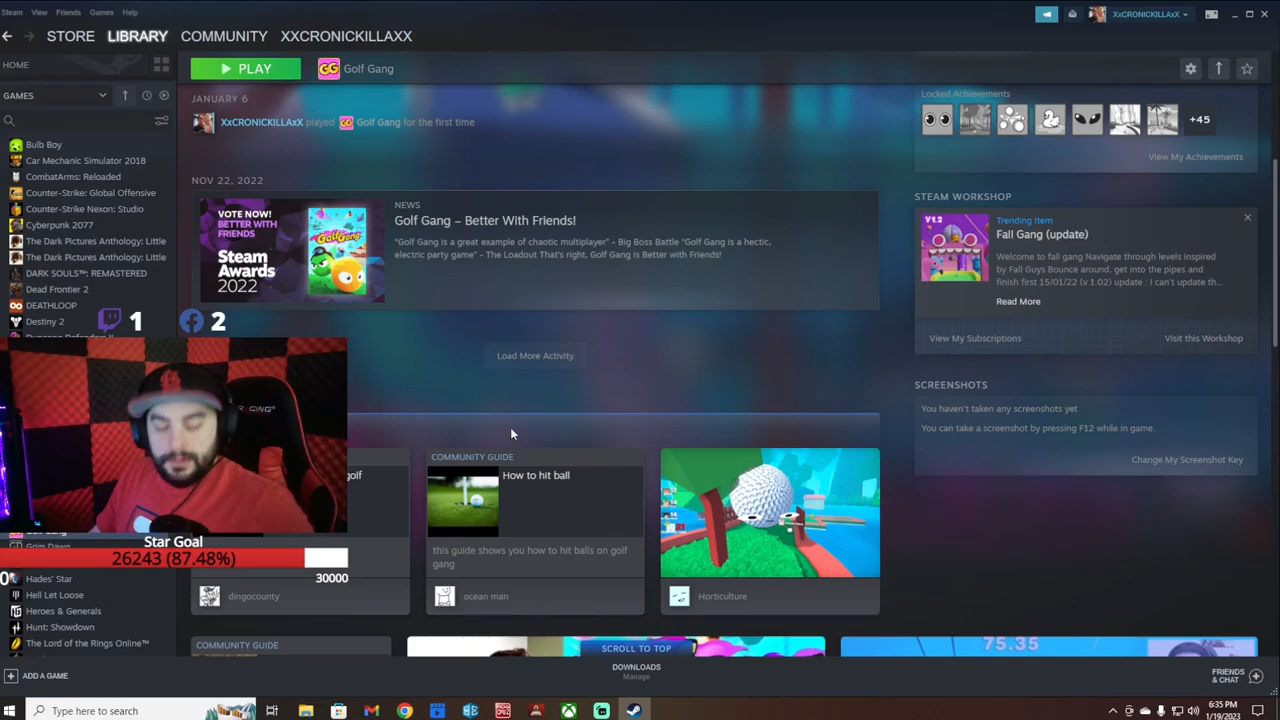 Steam View Friends Games Help
XxCRONICKILLAxX
STORE LIBRARY COMMUNITY XXCRONICKILLAXX
HOME
PLAY GG Golf Gang
GAMES
JANUARY 6
XxCRONICKILLAxX played Golf Gang for the first time
Locked Achievements
+45
View My Achievements
Bulb Boy
Car Mechanic Simulator 2018
CombatArms: Reloaded
Counter-Strike: Global Offensive
Counter-Strike Nexon: Studio
Cyberpunk 2077
The Dark Pictures Anthology: Little
The Dark Pictures Anthology: Little
DARK SOULS™: REMASTERED
Dead Frontier 2
DEATHLOOP
Destiny 2
1
2
NOV 22, 2022
VOTE NOW!
BETTER WITH
FRIENDS
Steam
Awards
2022
Golf Gang
NEWS
Golf Gang – Better With Friends!
"Golf Gang is a great example of chaotic multiplayer" - Big Boss Battle "Golf Gang is a hectic,
electric party game" - The Loadout That's right, Golf Gang is Better with Friends!
Load More Activity
STEAM WORKSHOP
V1.2
Trending Item
Fall Gang (update)
Welcome to fall gang Navigate through levels inspired
by Fall Guys Bounce around, get into the pipes and
finish first 15/01/22 (v 1.02) update : i can't update th...
Read More
View My Subscriptions Visit this Workshop
SCREENSHOTS
You haven't taken any screenshots yet
You can take a screenshot by pressing F12 while in game.
Change My Screenshot Key
golf
COMMUNITY GUIDE
How to hit ball
this guide shows you how to hit balls on golf
gang
dingocounty
ocean man
Horticulture
Star Goal
26243 (87.48%)
30000
0
Hades' Star
Hell Let Loose
Heroes & Generals
Hunt: Showdown
The Lord of the Rings Online™
COMMUNITY GUIDE
SCROLL TO TOP
75.35
ADD A GAME
DOWNLOADS
Manage
FRIENDS
& CHAT
Type here to search
6:35 PM
1/19/2023